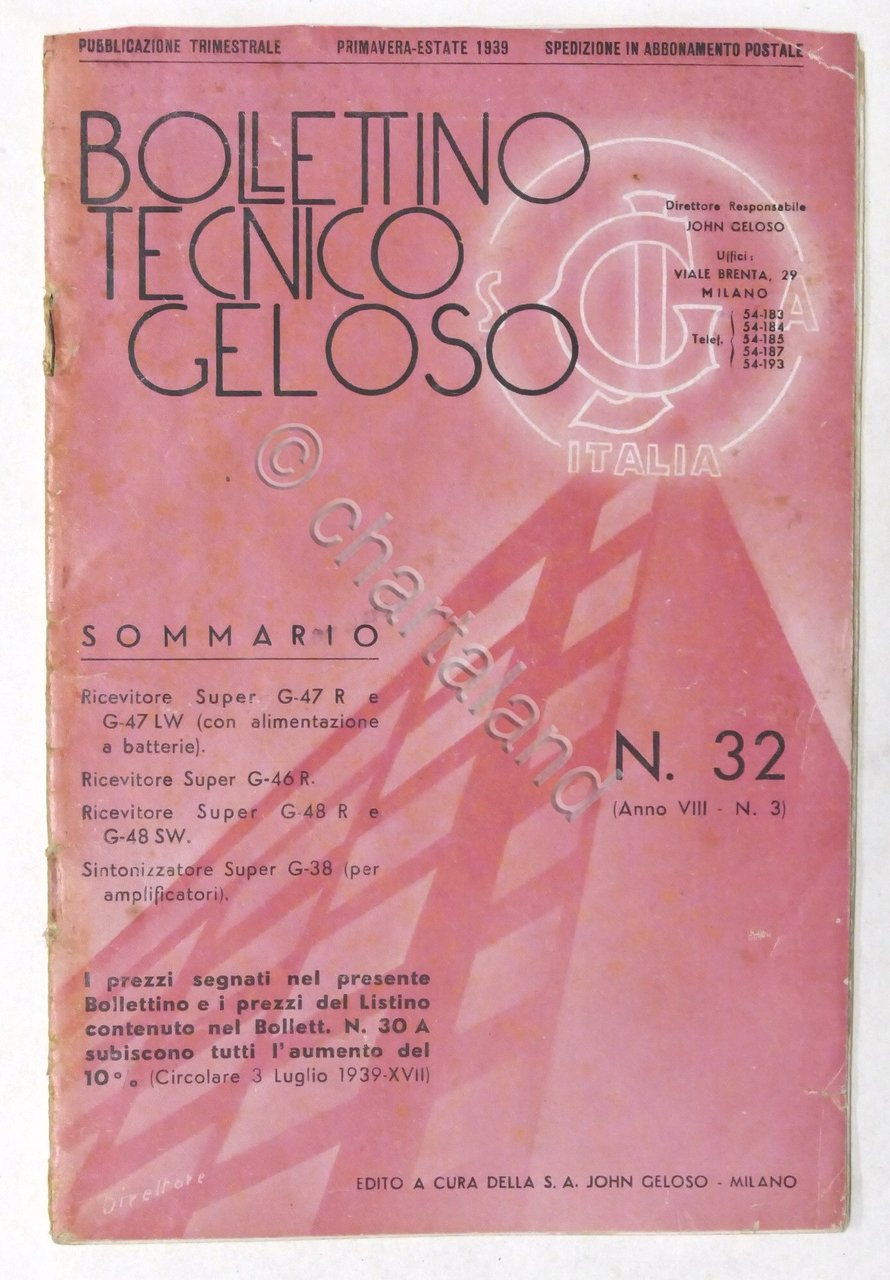 PUBBLICAZIONE TRIMESTRALE PRIMAVERA-ESTATE 1939 SPEDIZIONE IN ABBONAMENTO POSTALE
BOLLETTINO
TECNICO
GELOSO
Direttore Responsabile
JOHN GELOSO
Uffici:
VIALE BRENTA, 29
MILANO
Telef.
54-183
54-184
54-185
54-187
54-193
S G A
ITALIA
© chartaland
SOMMARIO
Ricevitore Super G-47 R e
G-47 LW (con alimentazione
a batterie).
Ricevitore Super G-46 R.
Ricevitore Super G-48 R e
G-48 SW.
Sintonizzatore Super G-38 (per
amplificatori).
N. 32
(Anno VIII - N. 3)
I prezzi segnati nel presente
Bollettino e i prezzi del Listino
contenuto nel Bollett. N. 30 A
subiscono tutti l'aumento del
10% (Circolare 3 Luglio 1939-XVII)
Direttore
EDITO A CURA DELLA S. A. JOHN GELOSO - MILANO